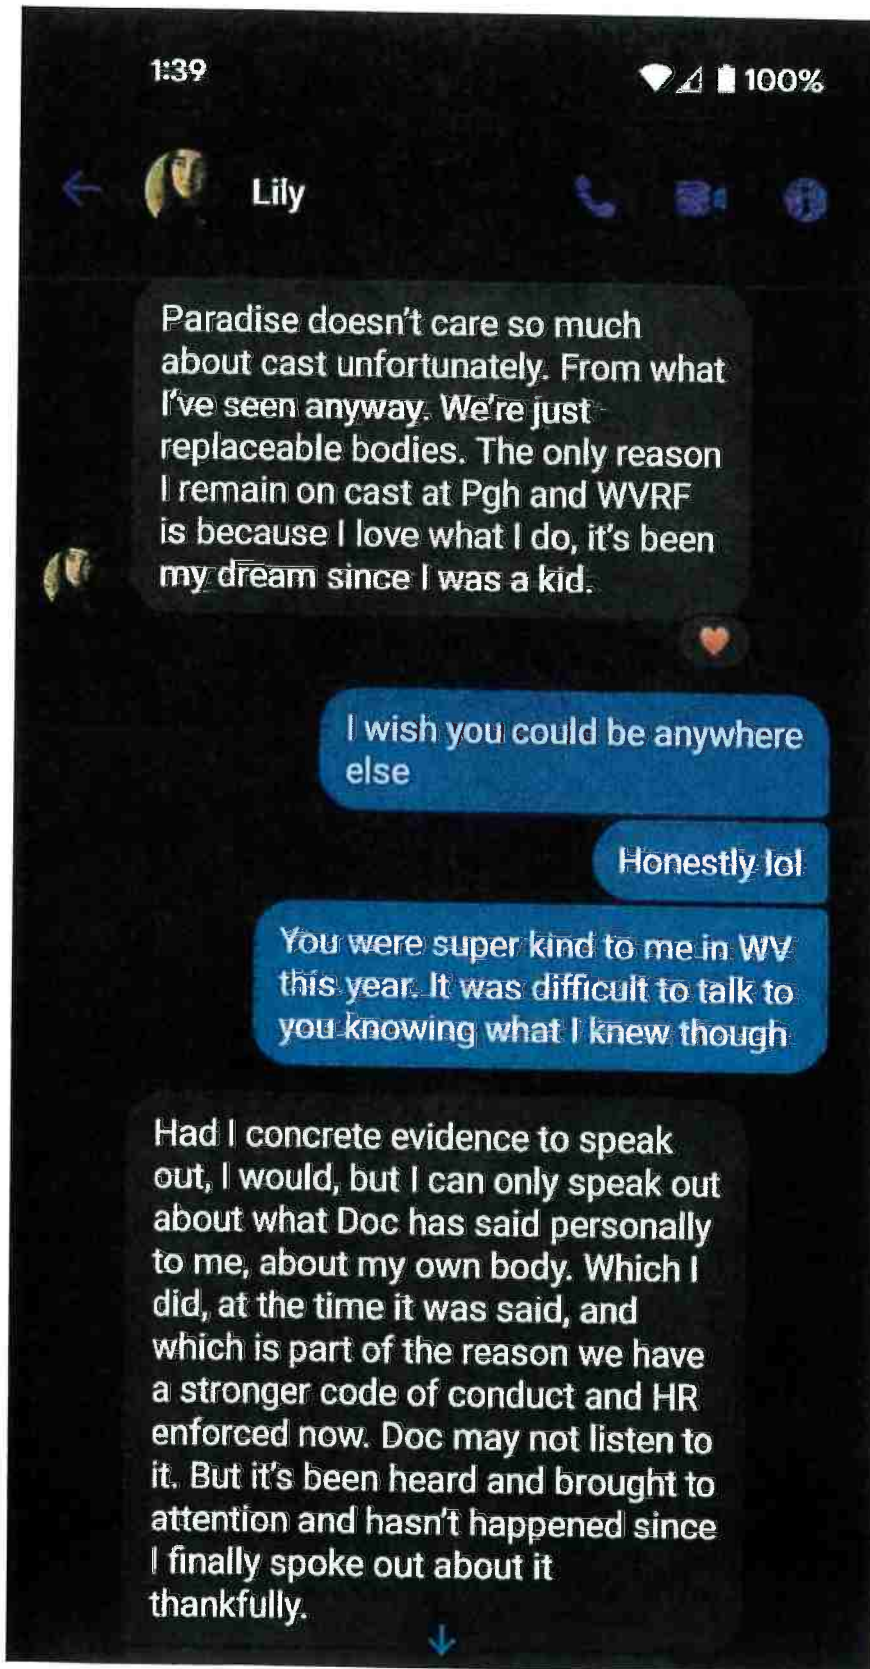 1:39
100%
Lily
Paradise doesn't care so much
about cast unfortunately. From what
I've seen anyway. We're just
replaceable bodies. The only reason
I remain on cast at Pgh and WVRF
is because I love what I do, it's been
my dream since I was a kid.
I wish you could be anywhere
else
Honestly lol
You were super kind to me in WV
this year. It was difficult to talk to
you knowing what I knew though
Had I concrete evidence to speak
out, I would, but I can only speak out
about what Doc has said personally
to me, about my own body. Which I
did, at the time it was said, and
which is part of the reason we have
a stronger code of conduct and HR
enforced now. Doc may not listen to
it. But it's been heard and brought to
attention and hasn't happened since
I finally spoke out about it
thankfully.